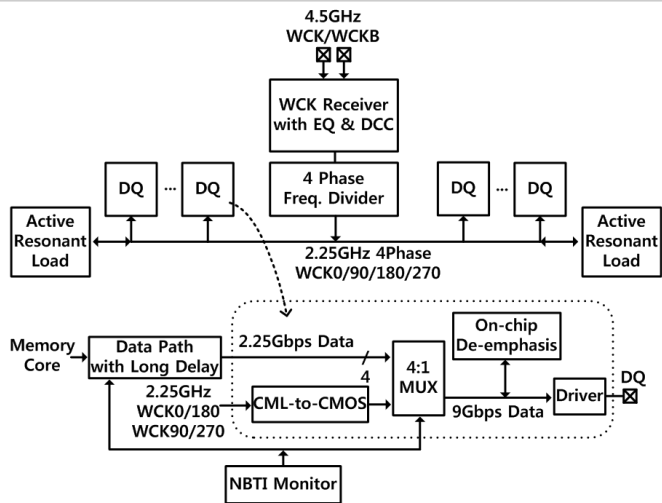 4.5GHz
WCK/WCKB
WCK Receiver
with EQ & DCC
4 Phase
Freq. Divider
DQ
...
DQ
DQ
...
DQ
Active
Resonant
Load
Active
Resonant
Load
2.25GHz 4Phase
WCK0/90/180/270
Memory
Core
Data Path
with Long Delay
2.25Gbps Data
4
4:1
MUX
On-chip
De-emphasis
2.25GHz
WCK0/180
WCK90/270
CML-to-CMOS
9Gbps Data
Driver
DQ
NBTI Monitor